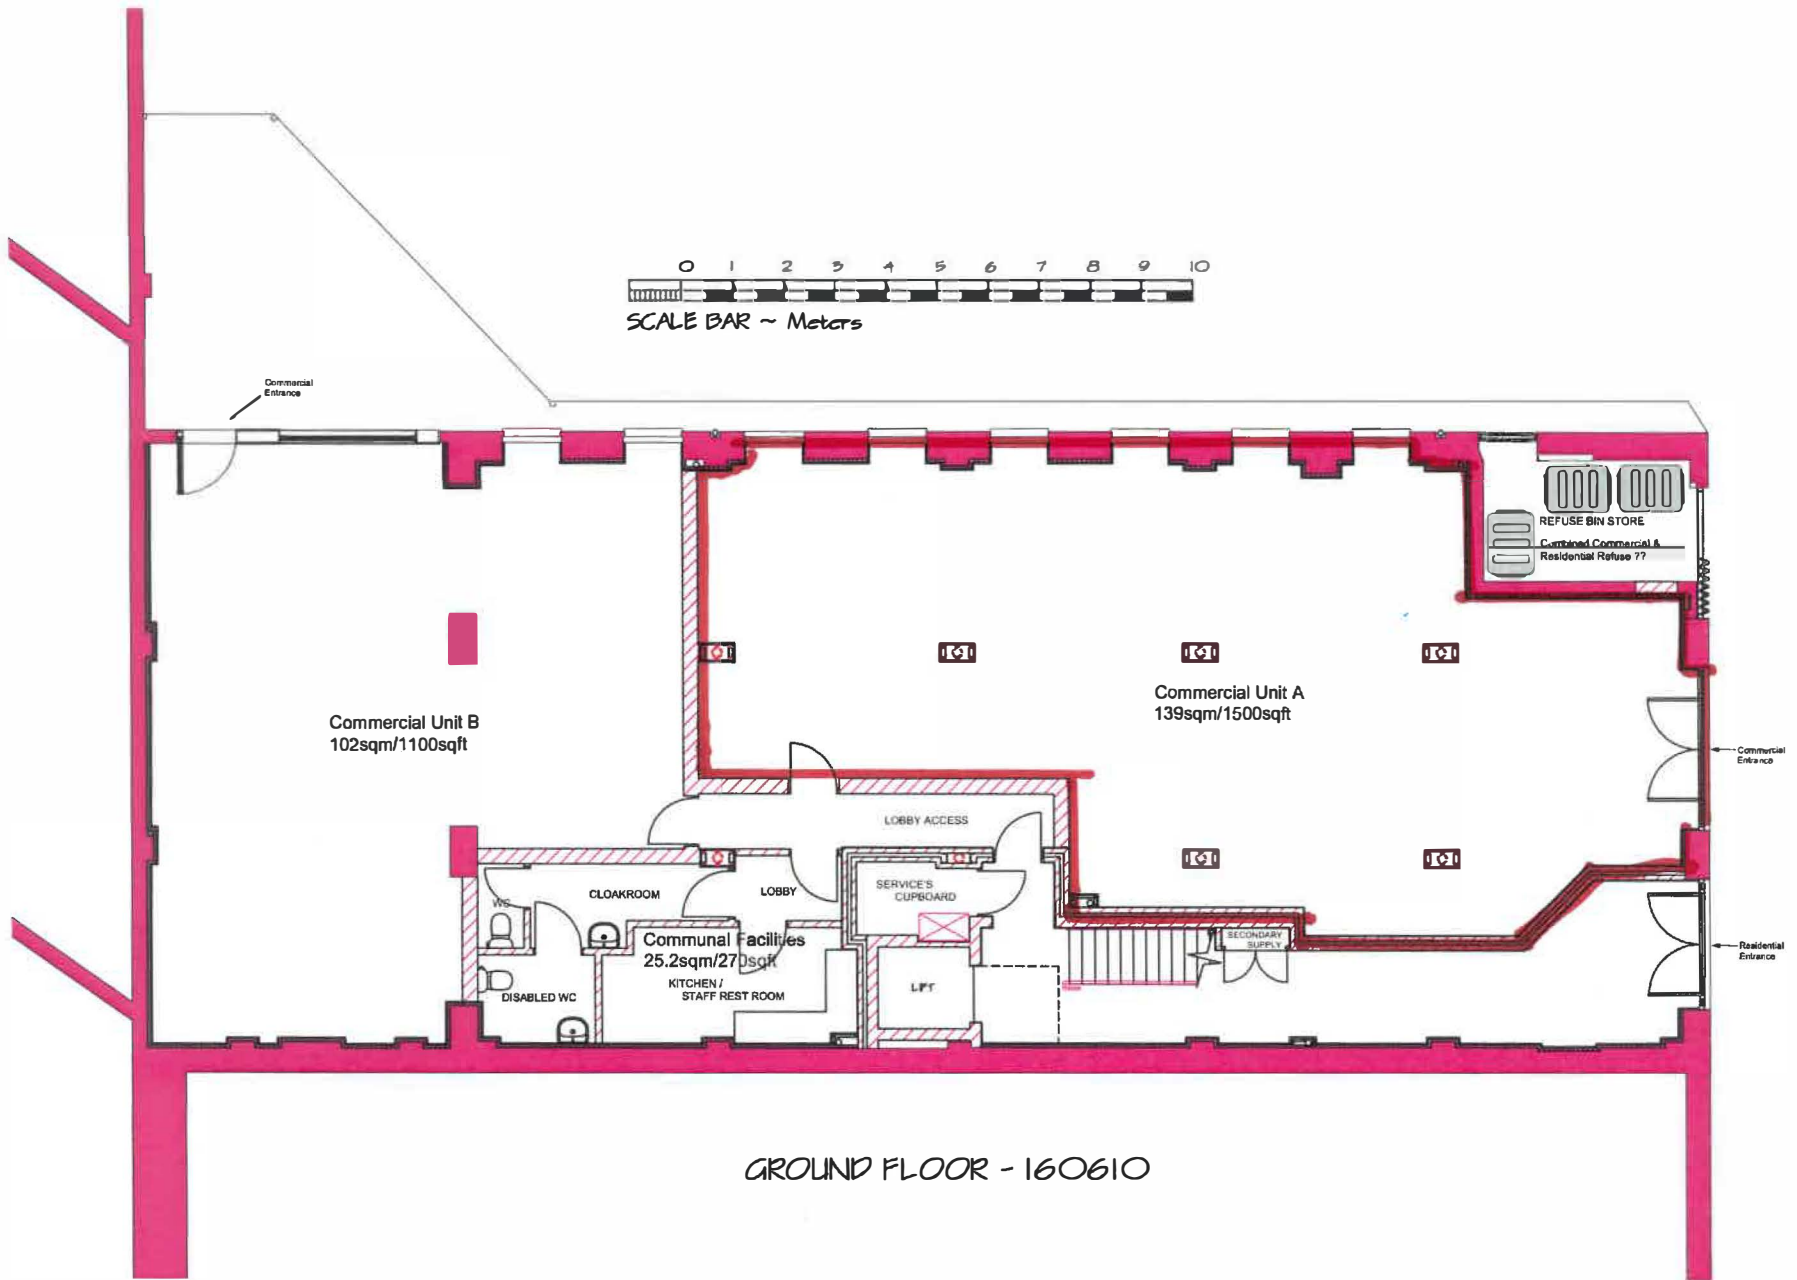 0 1 2 3 4 5 6 7 8 9 10
SCALE BAR ~ Meters
Commercial
Entrance
REFUSE BIN STORE
Combined Commercial &
Residential Refuse ??
Commercial Unit A
139sqm/1500sqft
Commercial Unit B
102sqm/1100sqft
Commercial
Entrance
LOBBY ACCESS
SERVICE'S
CUPBOARD
CLOAKROOM
LOBBY
WC
Communal Facilities
25.2sqm/270sqft
KITCHEN /
STAFF REST ROOM
DISABLED WC
LIFT
SECONDARY
SUPPLY
Residential
Entrance
GROUND FLOOR - 160610